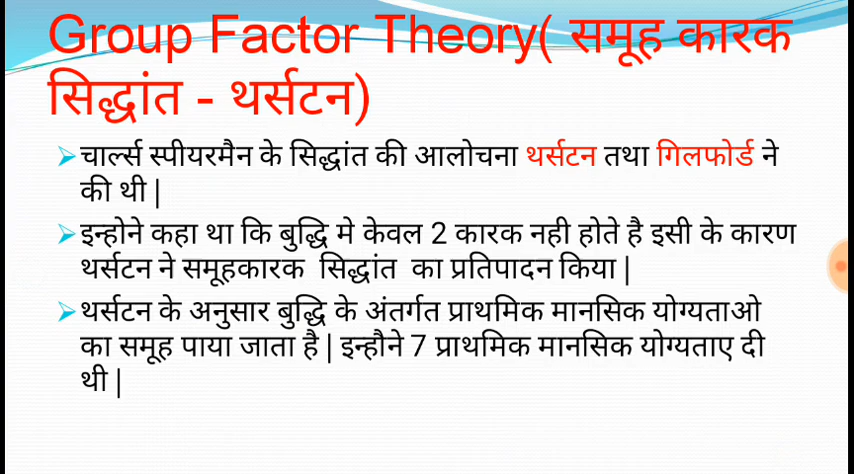 Group Factor Theory( समूह कारक
सिद्धांत - थर्सटन)
➢चार्ल्स स्पीयरमैन के सिद्धांत की आलोचना थर्सटन तथा गिलफोर्ड ने
की थी |
➢इन्होने कहा था कि बुद्धि मे केवल 2 कारक नही होते है इसी के कारण
थर्सटन ने समूहकारक सिद्धांत का प्रतिपादन किया |
➢थर्सटन के अनुसार बुद्धि के अंतर्गत प्राथमिक मानसिक योग्यताओ
का समूह पाया जाता है | इन्हौने 7 प्राथमिक मानसिक योग्यताए दी
थी |